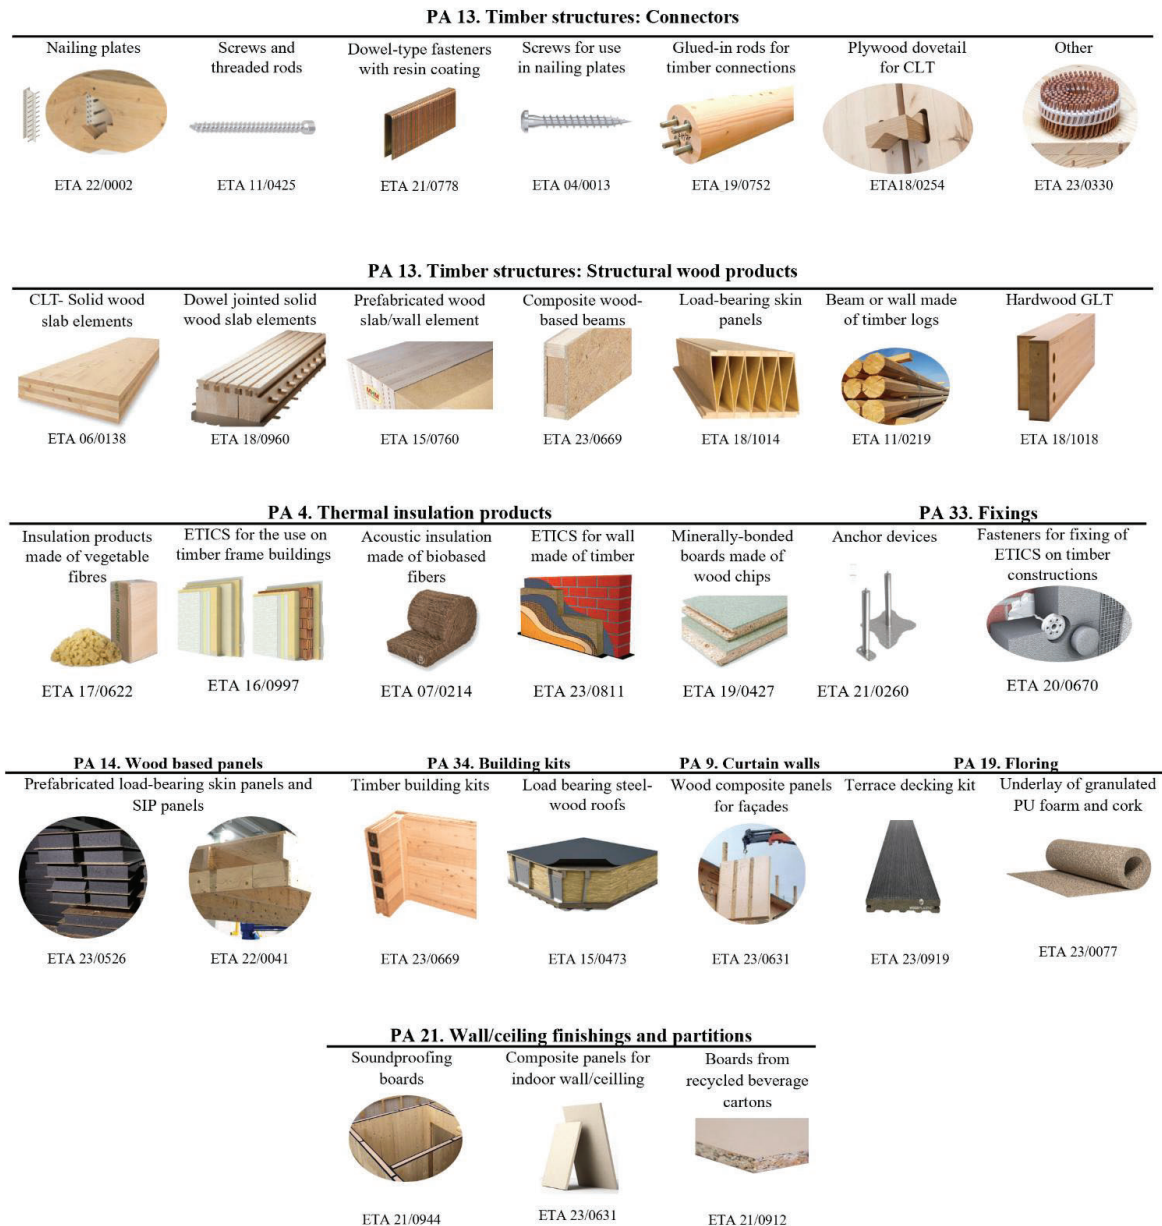 PA 13. Timber structures: Connectors
Nailing plates
Screws and
threaded rods
Dowel-type fasteners
with resin coating
Screws for use
in nailing plates
Glued-in rods for
timber connections
Plywood dovetail
for CLT
Other
ETA 22/0002
ETA 11/0425
ETA 21/0778
ETA 04/0013
ETA 19/0752
ETA18/0254
ETA 23/0330
PA 13. Timber structures: Structural wood products
CLT- Solid wood
slab elements
Dowel jointed solid
wood slab elements
Prefabricated wood
slab/wall element
Composite wood-
based beams
Load-bearing skin
panels
Beam or wall made
of timber logs
Hardwood GLT
ETA 06/0138
ETA 18/0960
ETA 15/0760
ETA 23/0669
ETA 18/1014
ETA 11/0219
ETA 18/1018
PA 4. Thermal insulation products
PA 33. Fixings
Insulation products
made of vegetable
fibres
ETICS for the use on
timber frame buildings
Acoustic insulation
made of biobased
fibers
ETICS for wall
made of timber
Minerally-bonded
boards made of
wood chips
Anchor devices
Fasteners for fixing of
ETICS on timber
constructions
ETA 17/0622
ETA 16/0997
ETA 07/0214
ETA 23/0811
ETA 19/0427
ETA 21/0260
ETA 20/0670
PA 14. Wood based panels
PA 34. Building kits
PA 9. Curtain walls
PA 19. Floring
Prefabricated load-bearing skin panels and
SIP panels
Timber building kits
Load bearing steel-
wood roofs
Wood composite panels
for façades
Terrace decking kit
Underlay of granulated
PU foarm and cork
ETA 23/0526
ETA 22/0041
ETA 23/0669
ETA 15/0473
ETA 23/0631
ETA 23/0919
ETA 23/0077
PA 21. Wall/ceiling finishings and partitions
Soundproofing
boards
Composite panels for
indoor wall/ceilling
Boards from
recycled beverage
cartons
ETA 21/0944
ETA 23/0631
ETA 21/0912